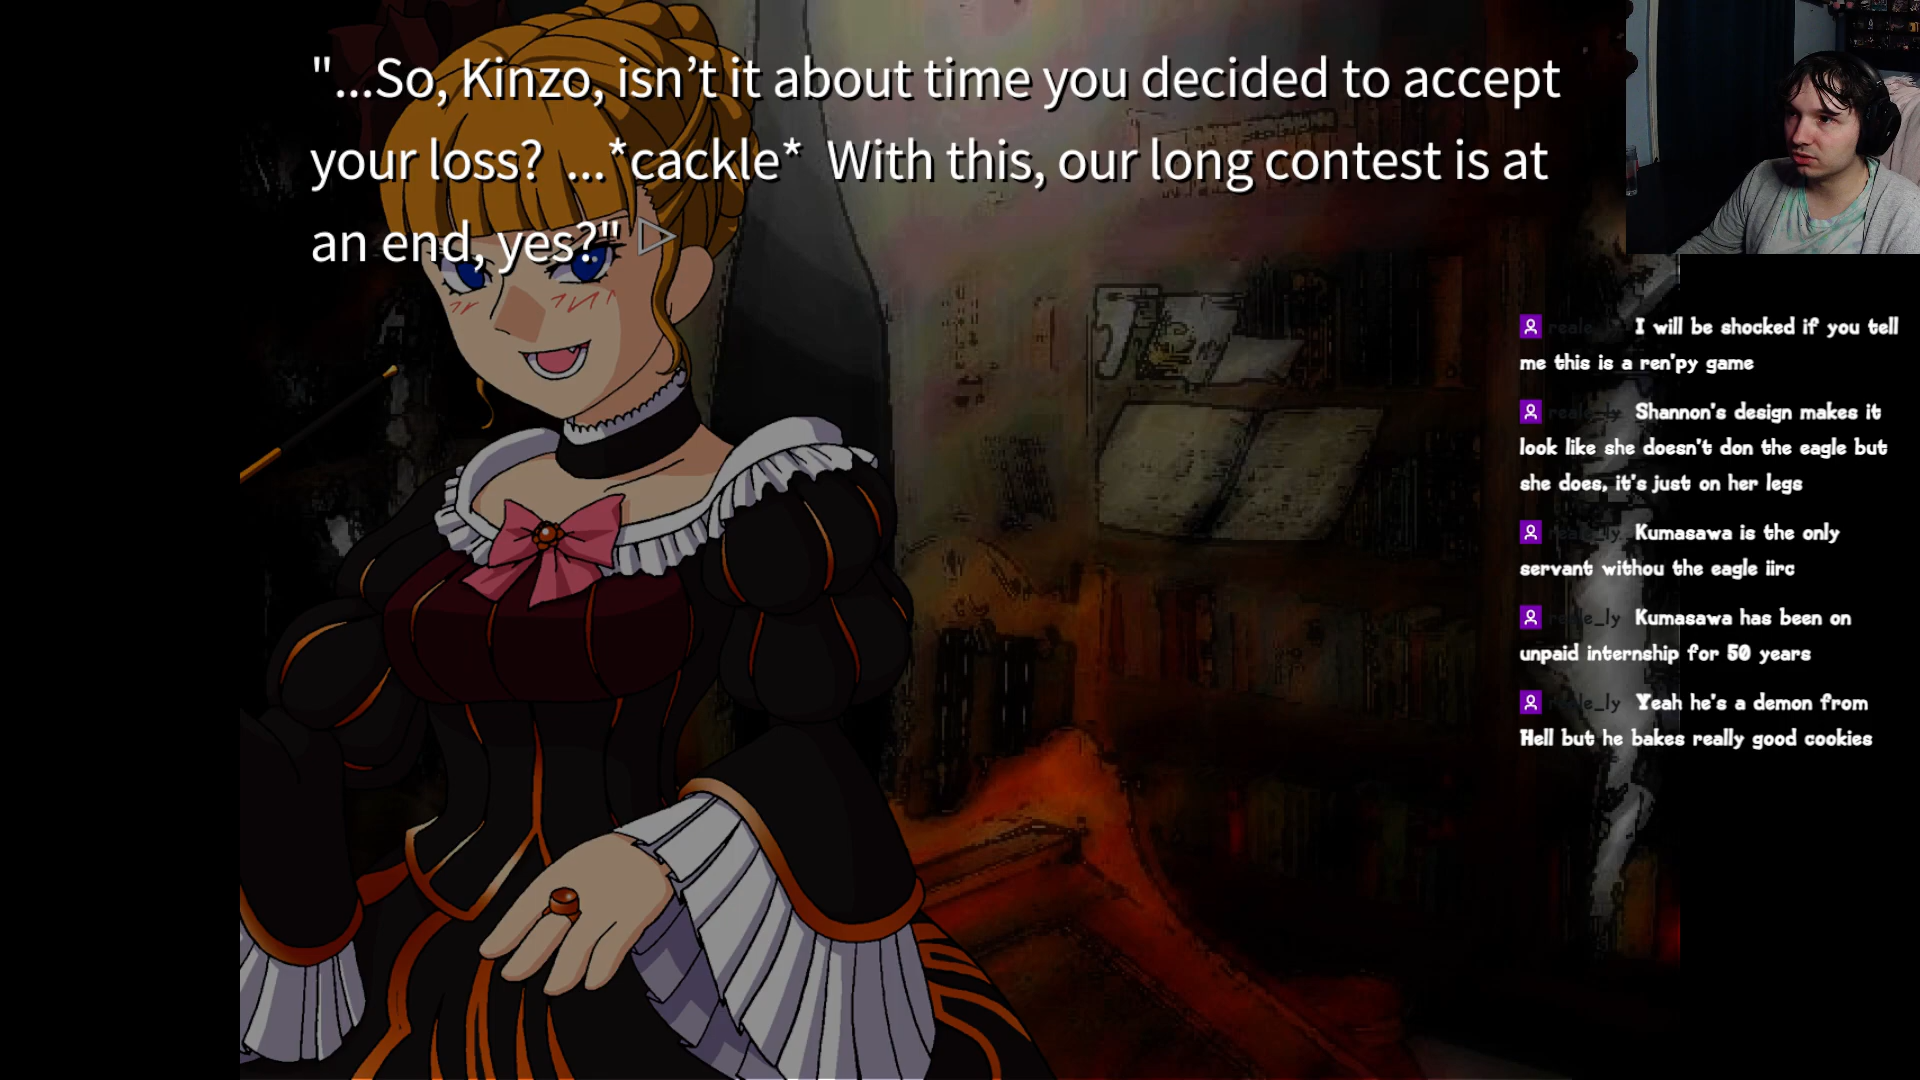 "...So, Kinzo, isn't it about time you decided to accept
your loss? ... *cackle* With this, our long contest is at
an end, yes?"
I will be shocked if you tell
me this is a ren'py game
Shannon's design makes it
look like she doesn't don the eagle but
she does, it's just on her legs
Kumasawa is the only
servant withou the eagle iirc
Kumasawa has been on
unpaid internship for 50 years
Yeah he's a demon from
Hell but he bakes really good cookies